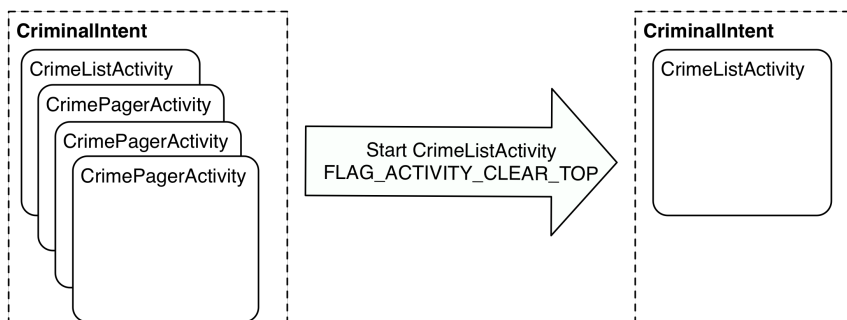 CriminalIntent
CrimeListActivity
CrimePagerActivity
CrimePagerActivity
CrimePagerActivity
Start CrimeListActivity
FLAG_ACTIVITY_CLEAR_TOP
CriminalIntent
CrimeListActivity